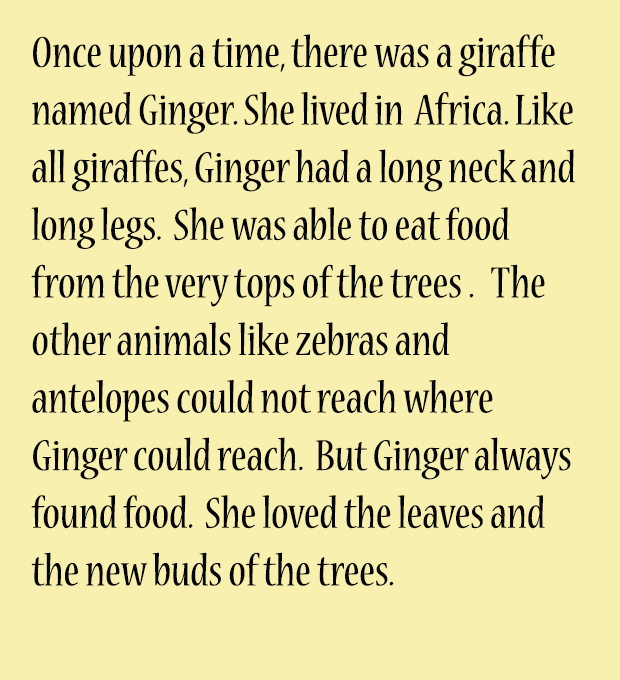 Once upon a time, there was a giraffe
named Ginger. She lived in Africa. Like
all giraffes, Ginger had a long neck and
long legs. She was able to eat food
from the very tops of the trees . The
other animals like zebras and
antelopes could not reach where
Ginger could reach. But Ginger always
found food. She loved the leaves and
the new buds of the trees.